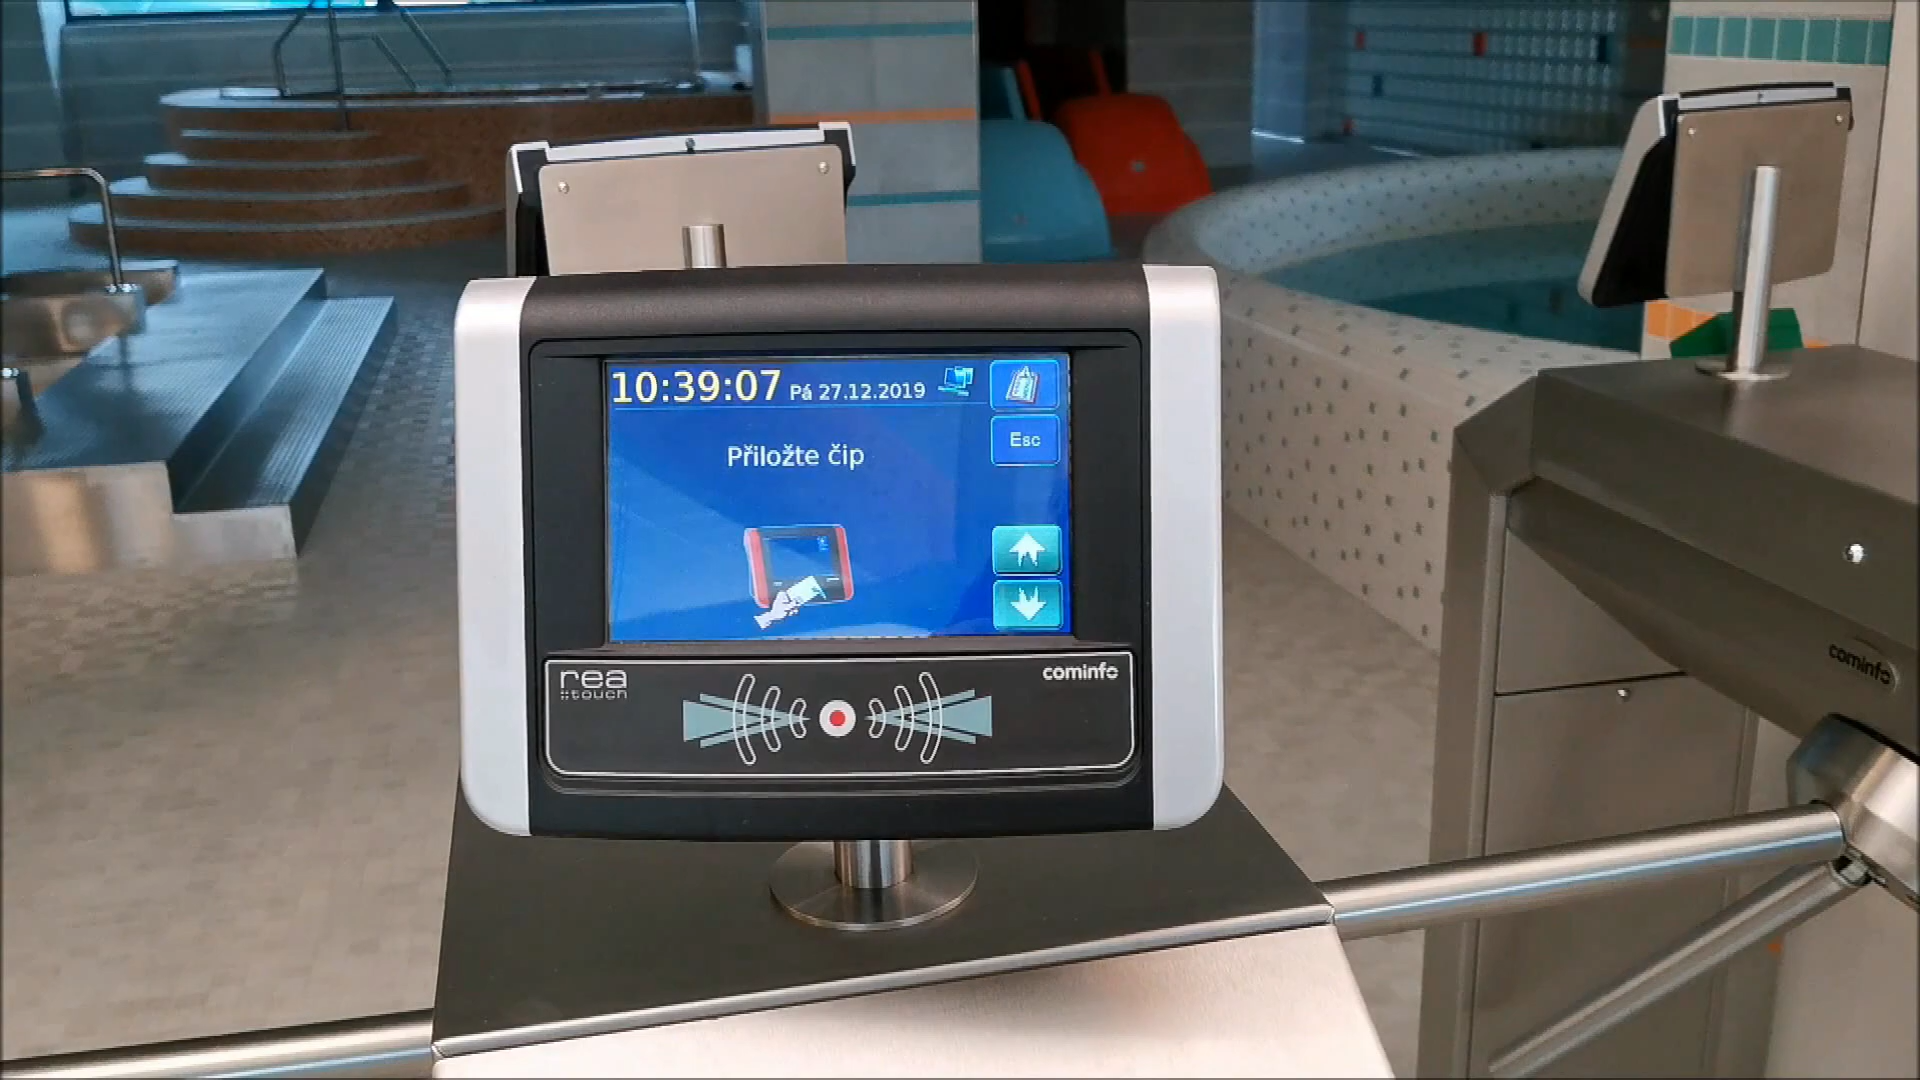 10:39:07 Pá 27.12.2019
Esc
Přiložte čip
rea
::touch
cominfo
cominfo